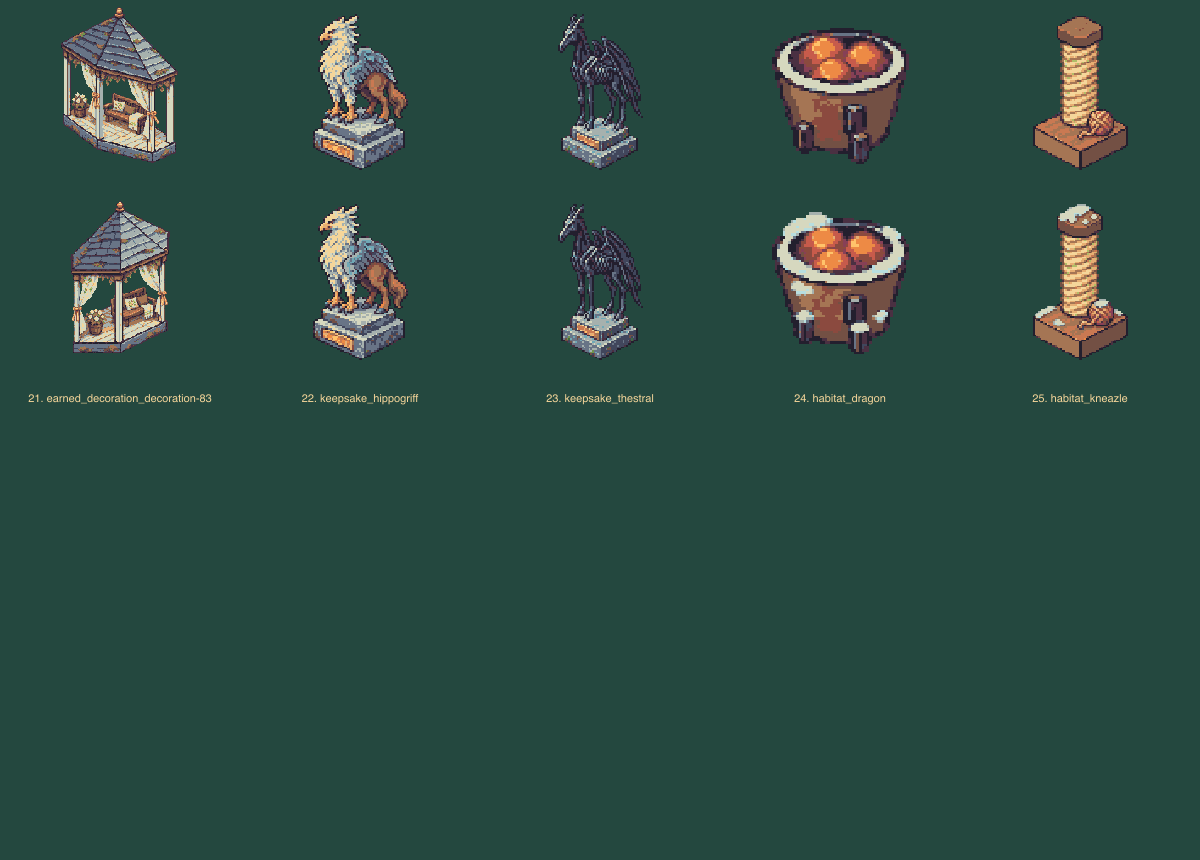 21. earned_decoration_decoration-83
22. keepsake_hippogriff
23. keepsake_thestral
24. habitat_dragon
25. habitat_kneazle